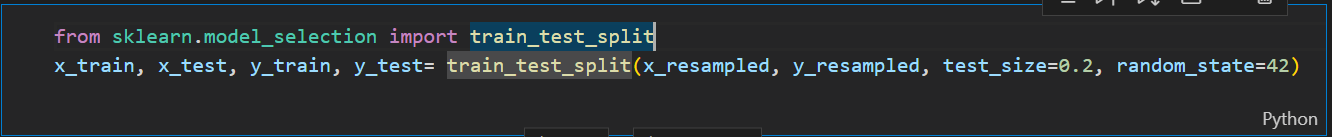 from sklearn.model_selection import train_test_split
x_train, x_test, y_train, y_test= train_test_split(x_resampled, y_resampled, test_size=0.2, random_state=42)
Python